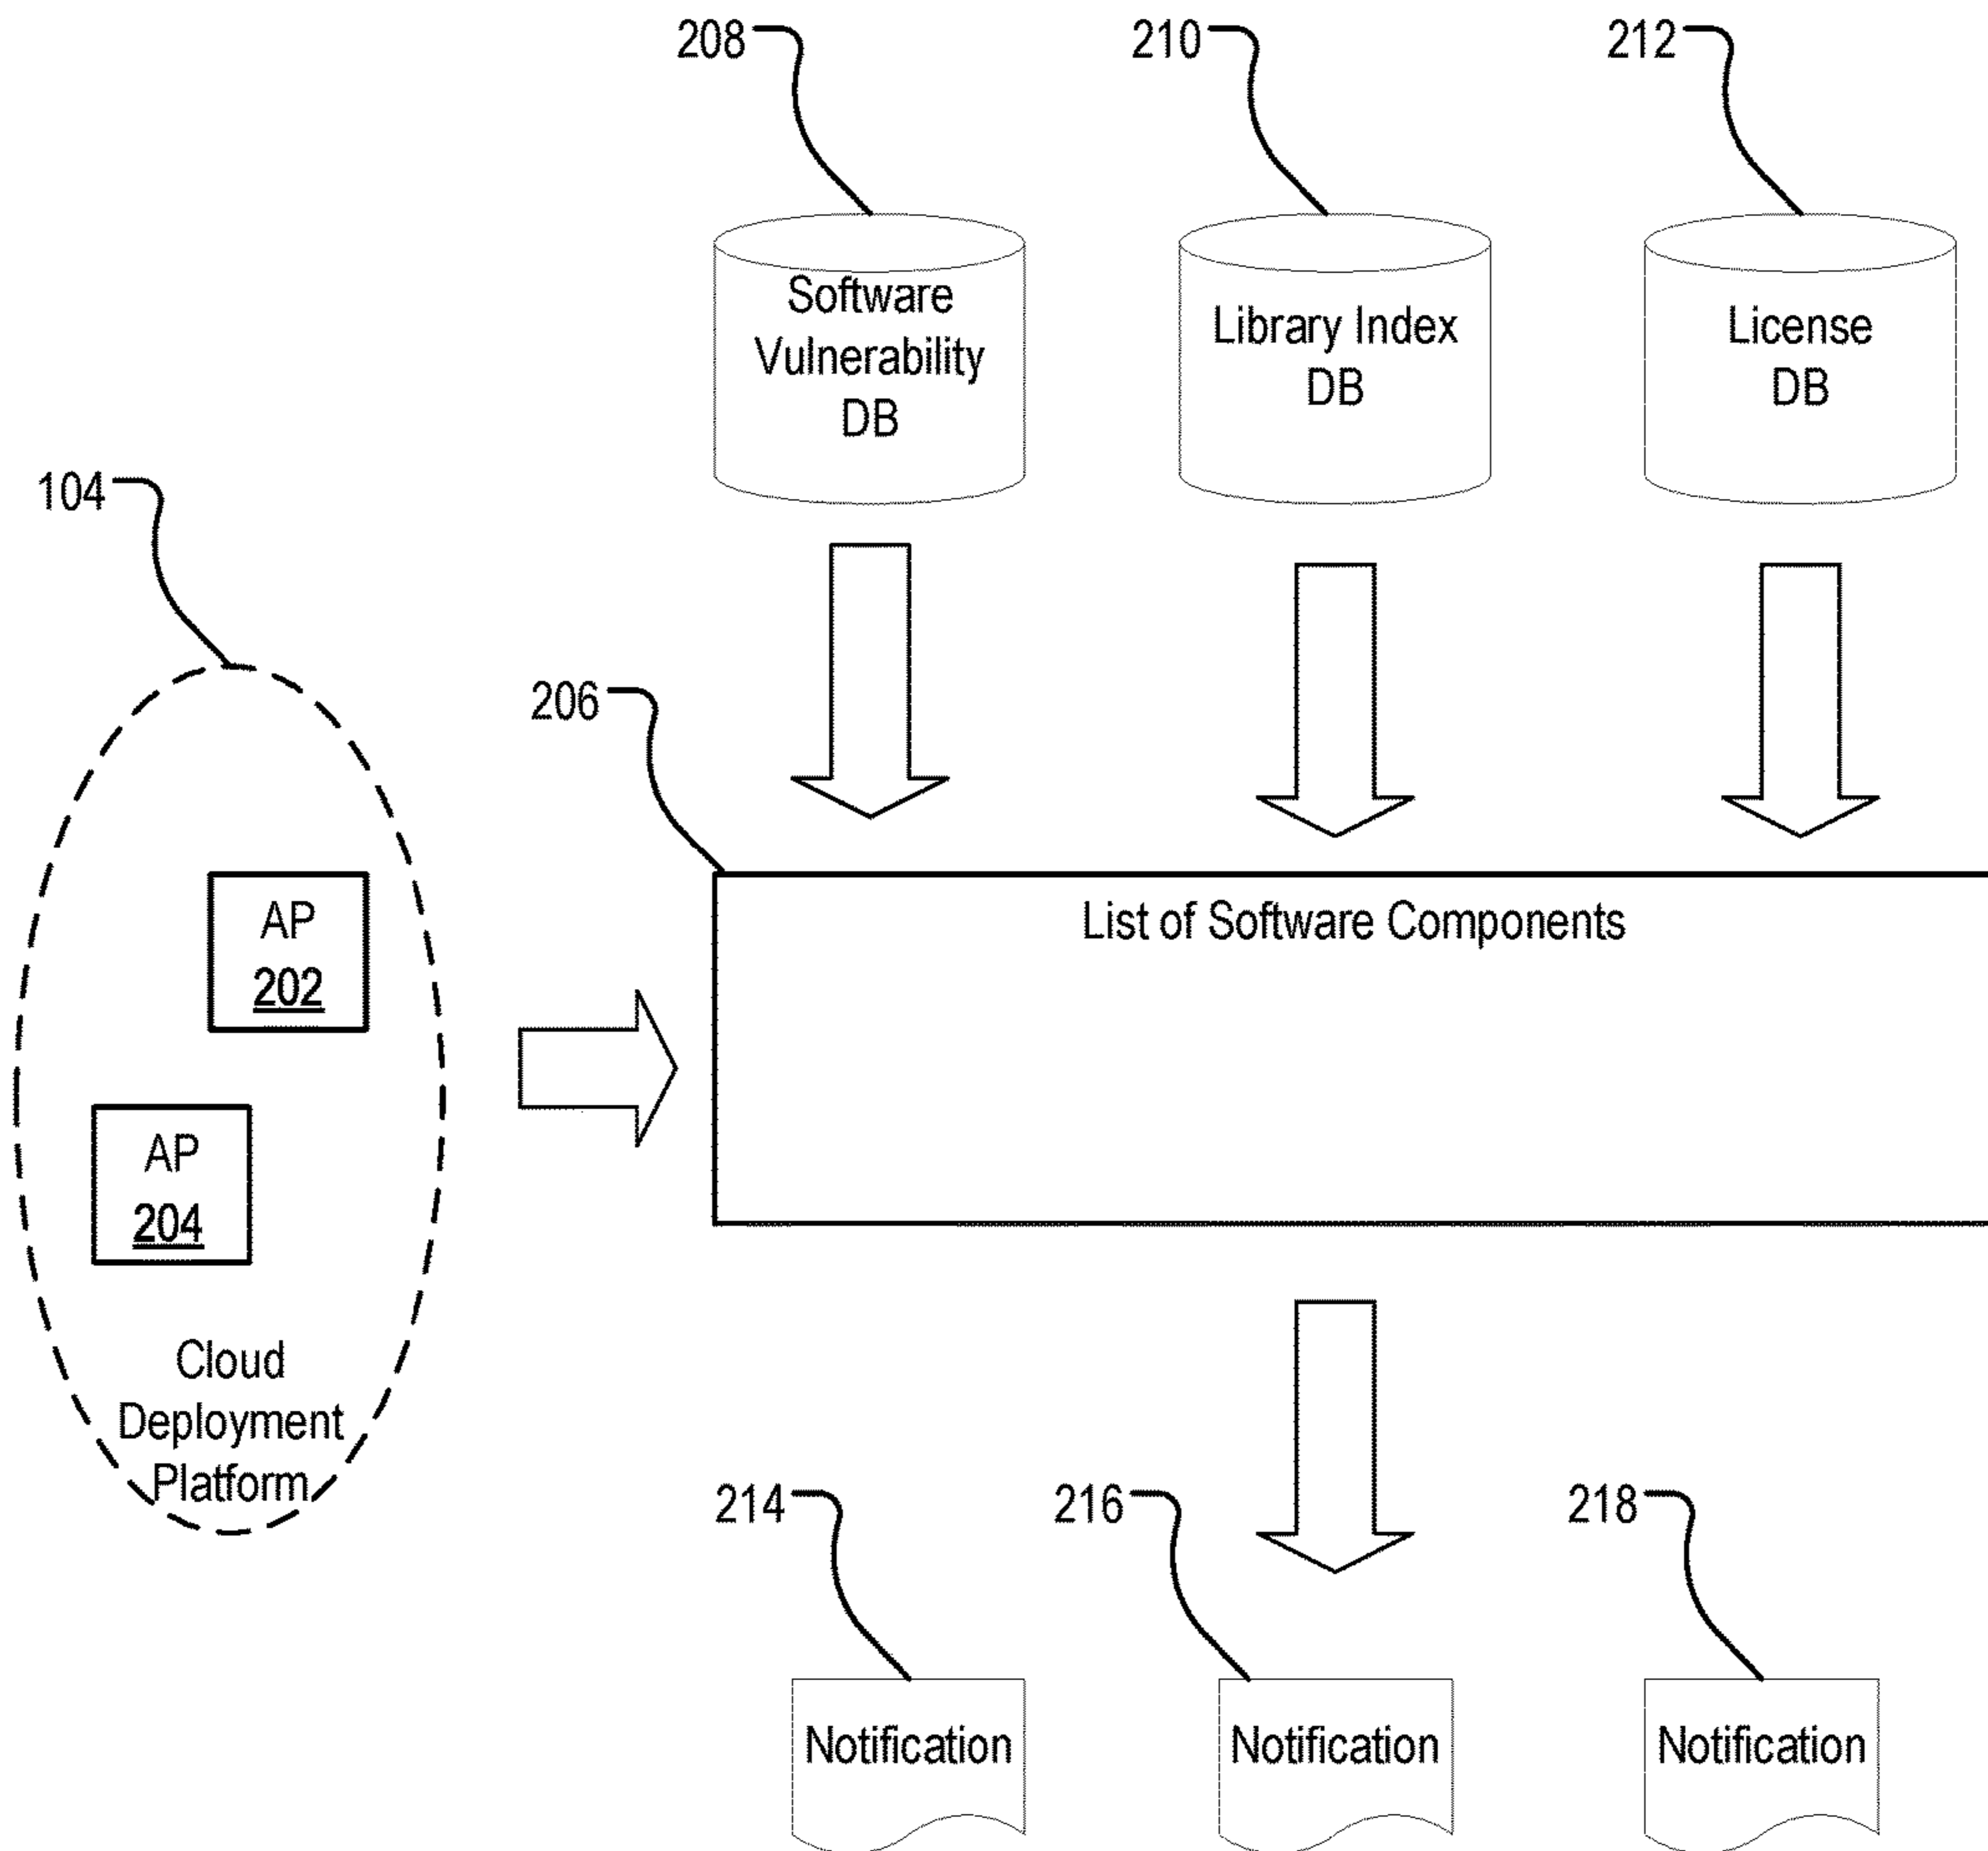 208
210
212
Software
Vulnerability
DB
Library Index
DB
License
DB
104
206
List of Software Components
AP
202
AP
204
Cloud
Deployment
Platform
214
216
218
Notification
Notification
Notification